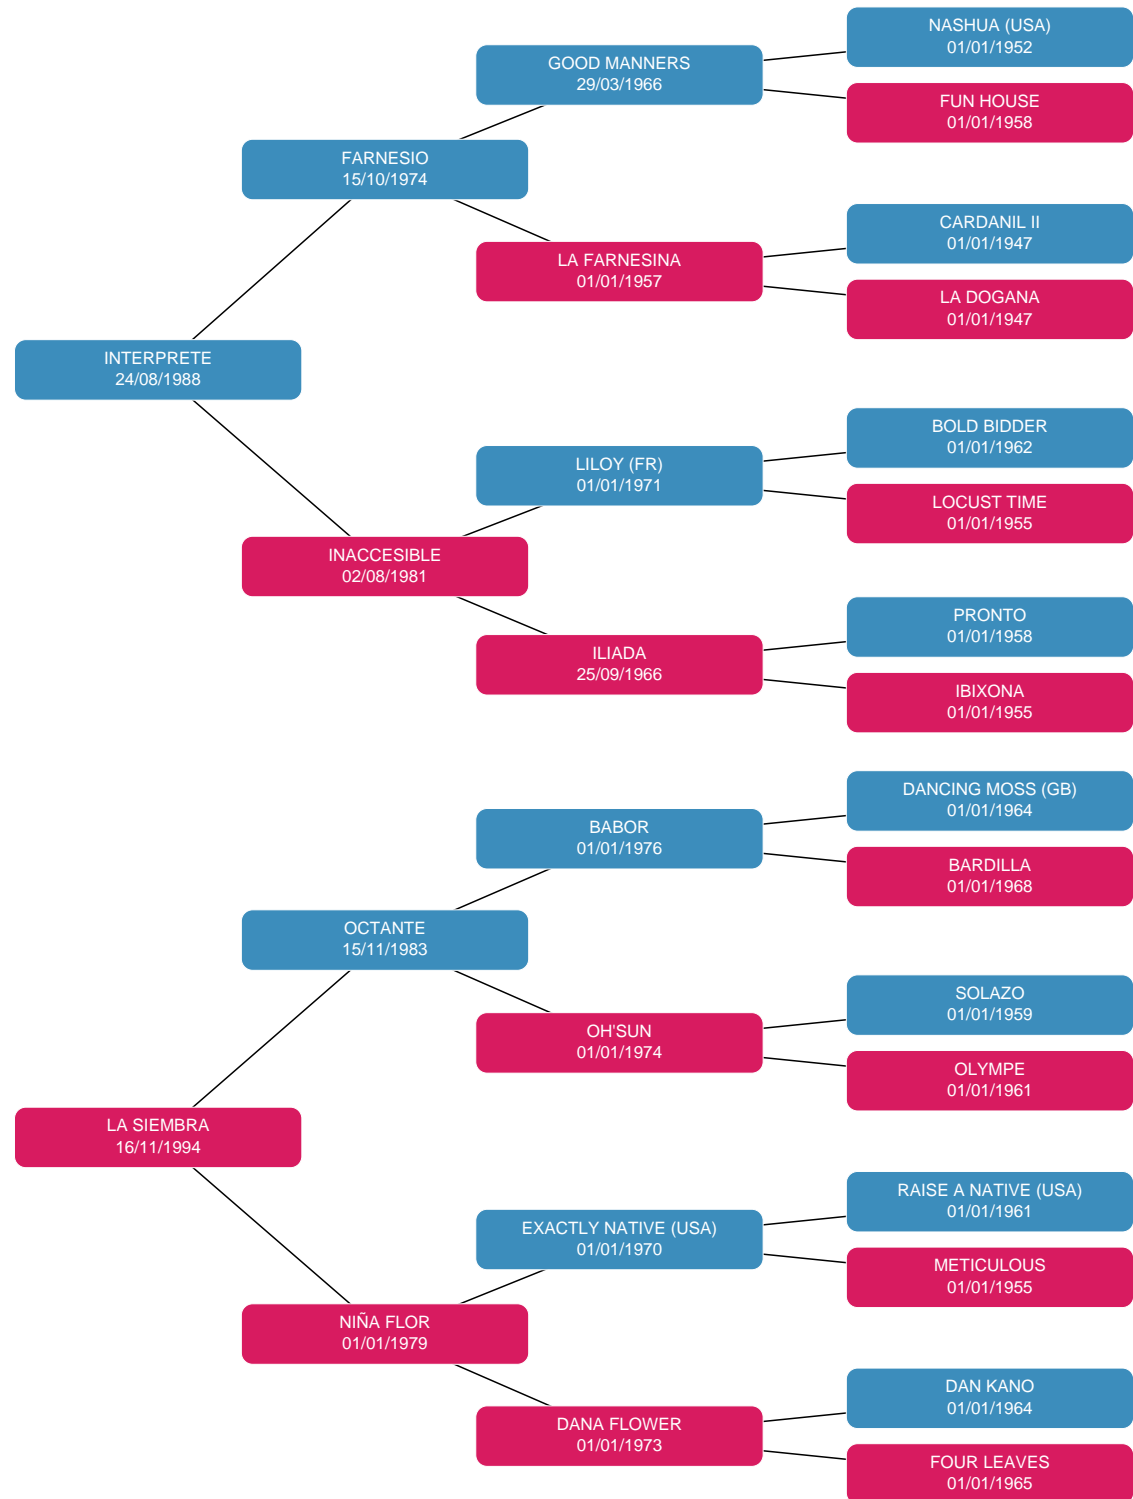 NASHUA (USA)
01/01/1952
GOOD MANNERS
29/03/1966
FUN HOUSE
01/01/1958
FARNESIO
15/10/1974
CARDANIL II
01/01/1947
LA FARNESINA
01/01/1957
LA DOGANA
01/01/1947
INTERPRETE
24/08/1988
BOLD BIDDER
01/01/1962
LILOY (FR)
01/01/1971
LOCUST TIME
01/01/1955
INACCESIBLE
02/08/1981
PRONTO
01/01/1958
ILIADA
25/09/1966
IBIXONA
01/01/1955
DANCING MOSS (GB)
01/01/1964
BABOR
01/01/1976
BARDILLA
01/01/1968
OCTANTE
15/11/1983
SOLAZO
01/01/1959
OH'SUN
01/01/1974
OLYMPE
01/01/1961
LA SIEMBRA
16/11/1994
RAISE A NATIVE (USA)
01/01/1961
EXACTLY NATIVE (USA)
01/01/1970
METICULOUS
01/01/1955
NIÑA FLOR
01/01/1979
DAN KANO
01/01/1964
DANA FLOWER
01/01/1973
FOUR LEAVES
01/01/1965